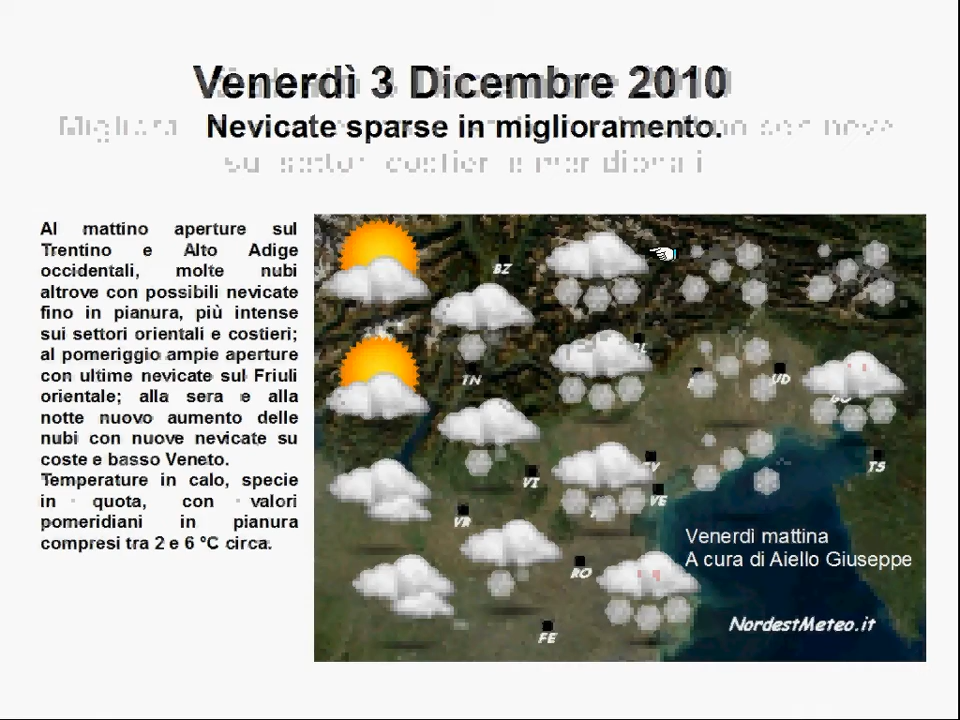 Venerdì 3 Dicembre 2010
Nevicate sparse in miglioramento.
Al mattino aperture sul
Trentino e Alto Adige
occidentali, molte nubi
altrove con possibili nevicate
fino in pianura, più intense
sui settori orientali e costieri;
al pomeriggio ampie aperture
con ultime nevicate sul Friuli
orientale; alla sera e alla
notte nuovo aumento delle
nubi con nuove nevicate su
coste e basso Veneto.
Temperature in calo, specie
in quota, con valori
pomeridiani in pianura
compresi tra 2 e 6 °C circa.
BZ
TN
UD
TS
VI
TV
VE
VR
RO
FE
Venerdì mattina
A cura di Aiello Giuseppe
NordestMeteo.it